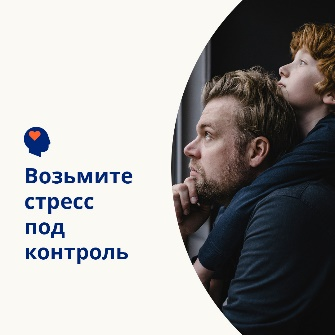 Возьмите
стресс
под
контроль